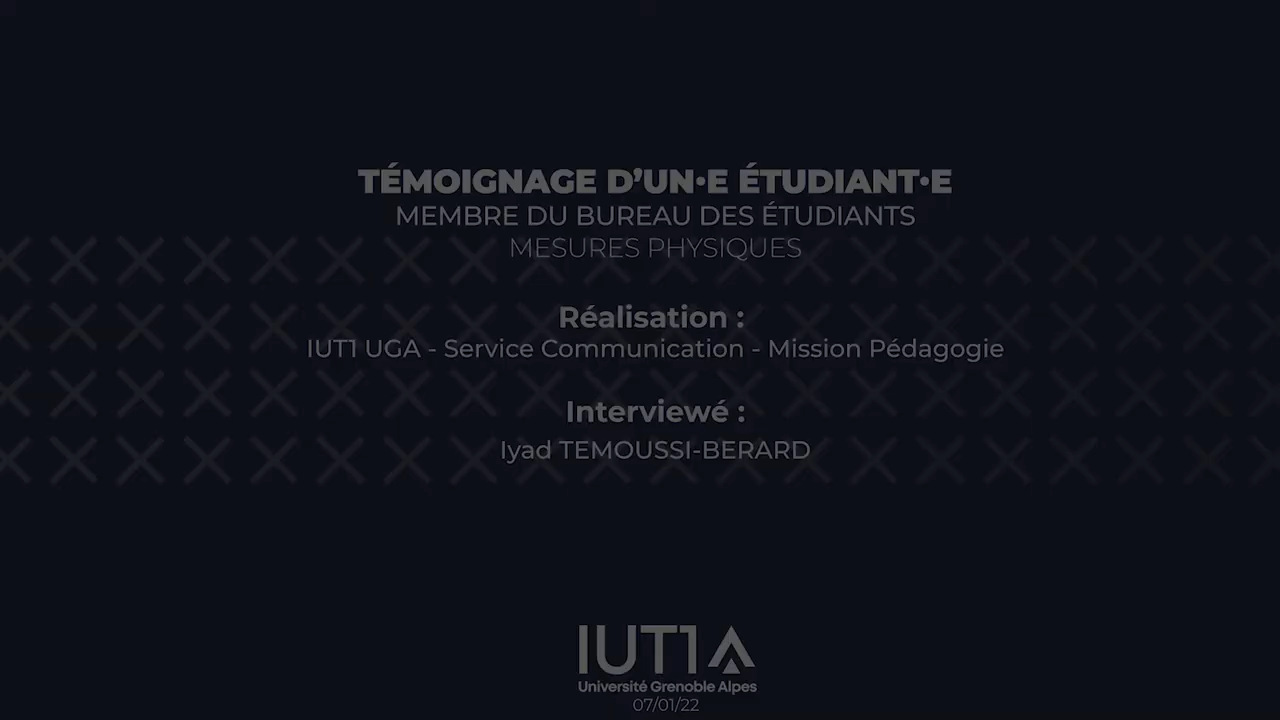 TÉMOIGNAGE D'UN•E ÉTUDIANT•E
MEMBRE DU BUREAU DES ÉTUDIANTS
MESURES PHYSIQUES
Réalisation :
IUT1 UGA - Service Communication - Mission Pédagogie
Interviewé :
Iyad TEMOUSSI-BERARD
IUT1
Université Grenoble Alpes
07/01/22